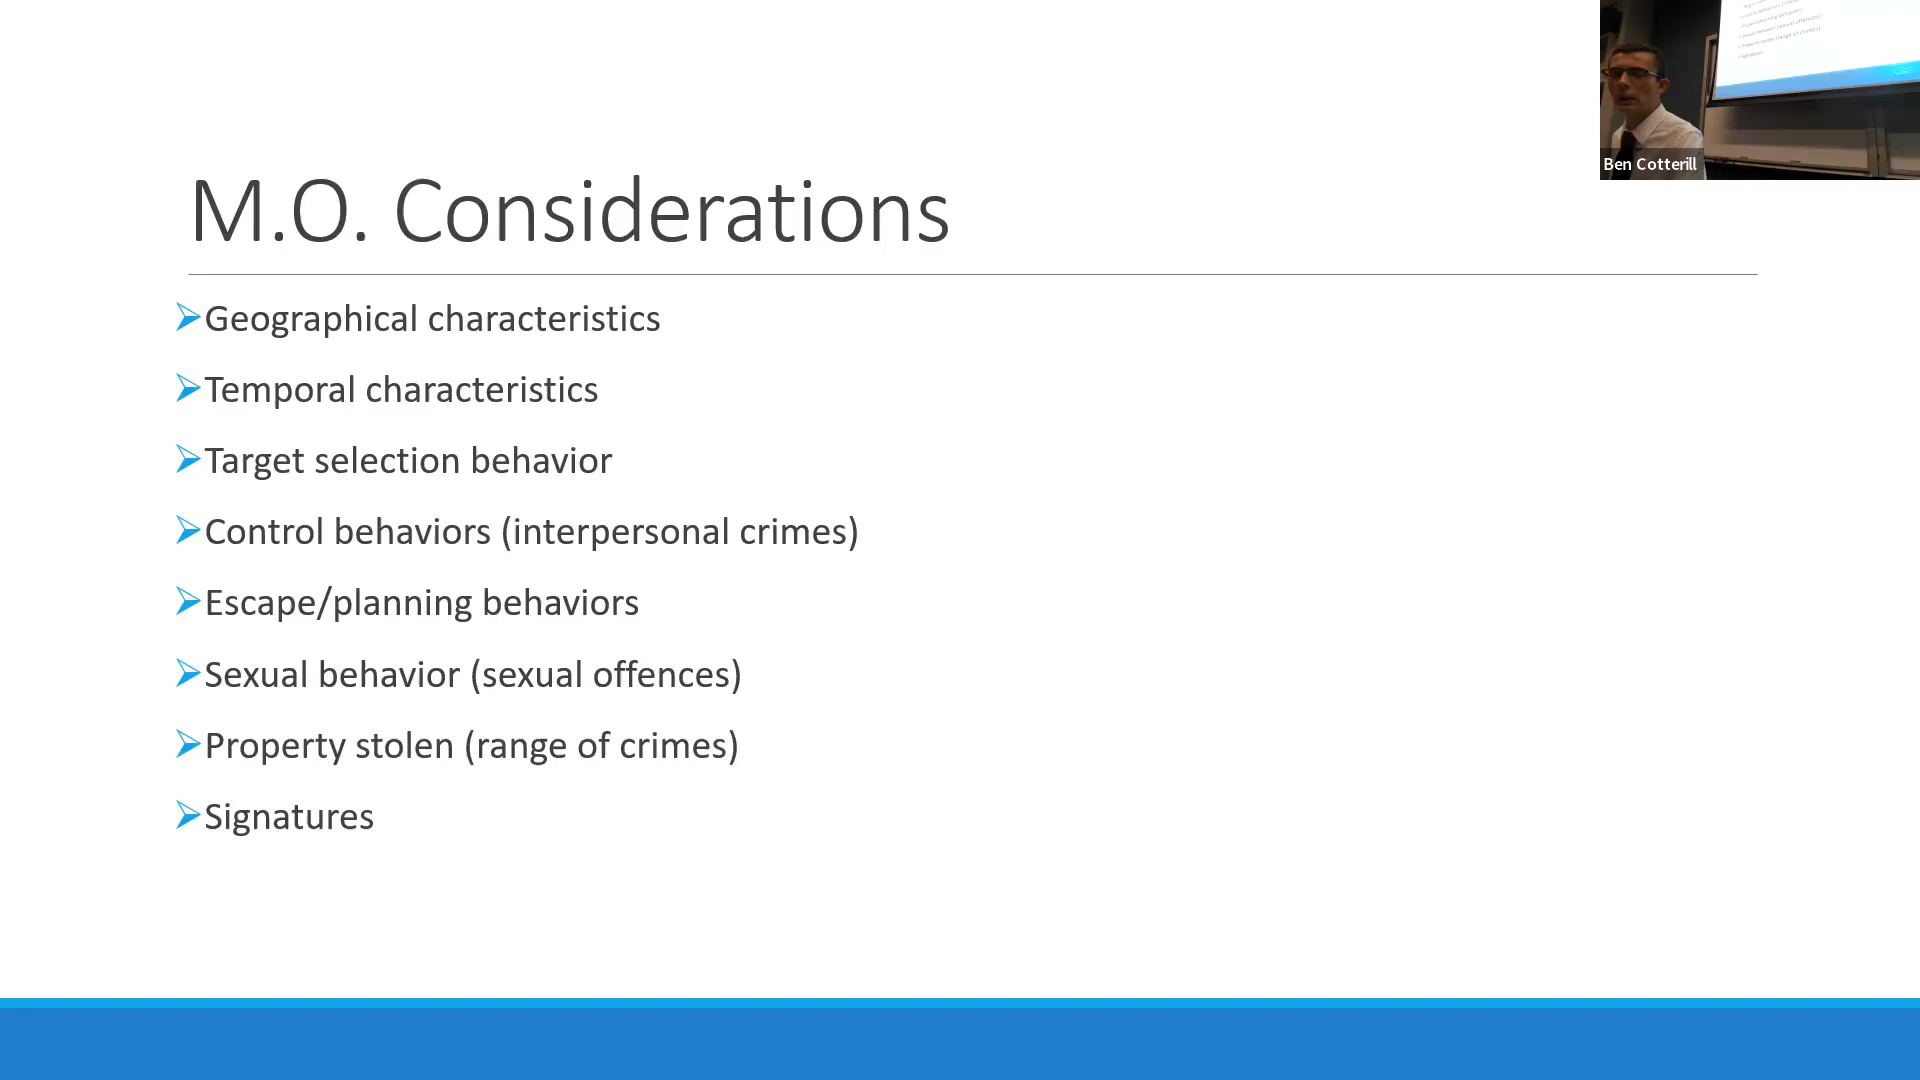 M.O. Considerations
Geographical characteristics
Temporal characteristics
Target selection behavior
Control behaviors (interpersonal crimes)
Escape/planning behaviors
Sexual behavior (sexual offences)
Property stolen (range of crimes)
Signatures
Ben Cotterill